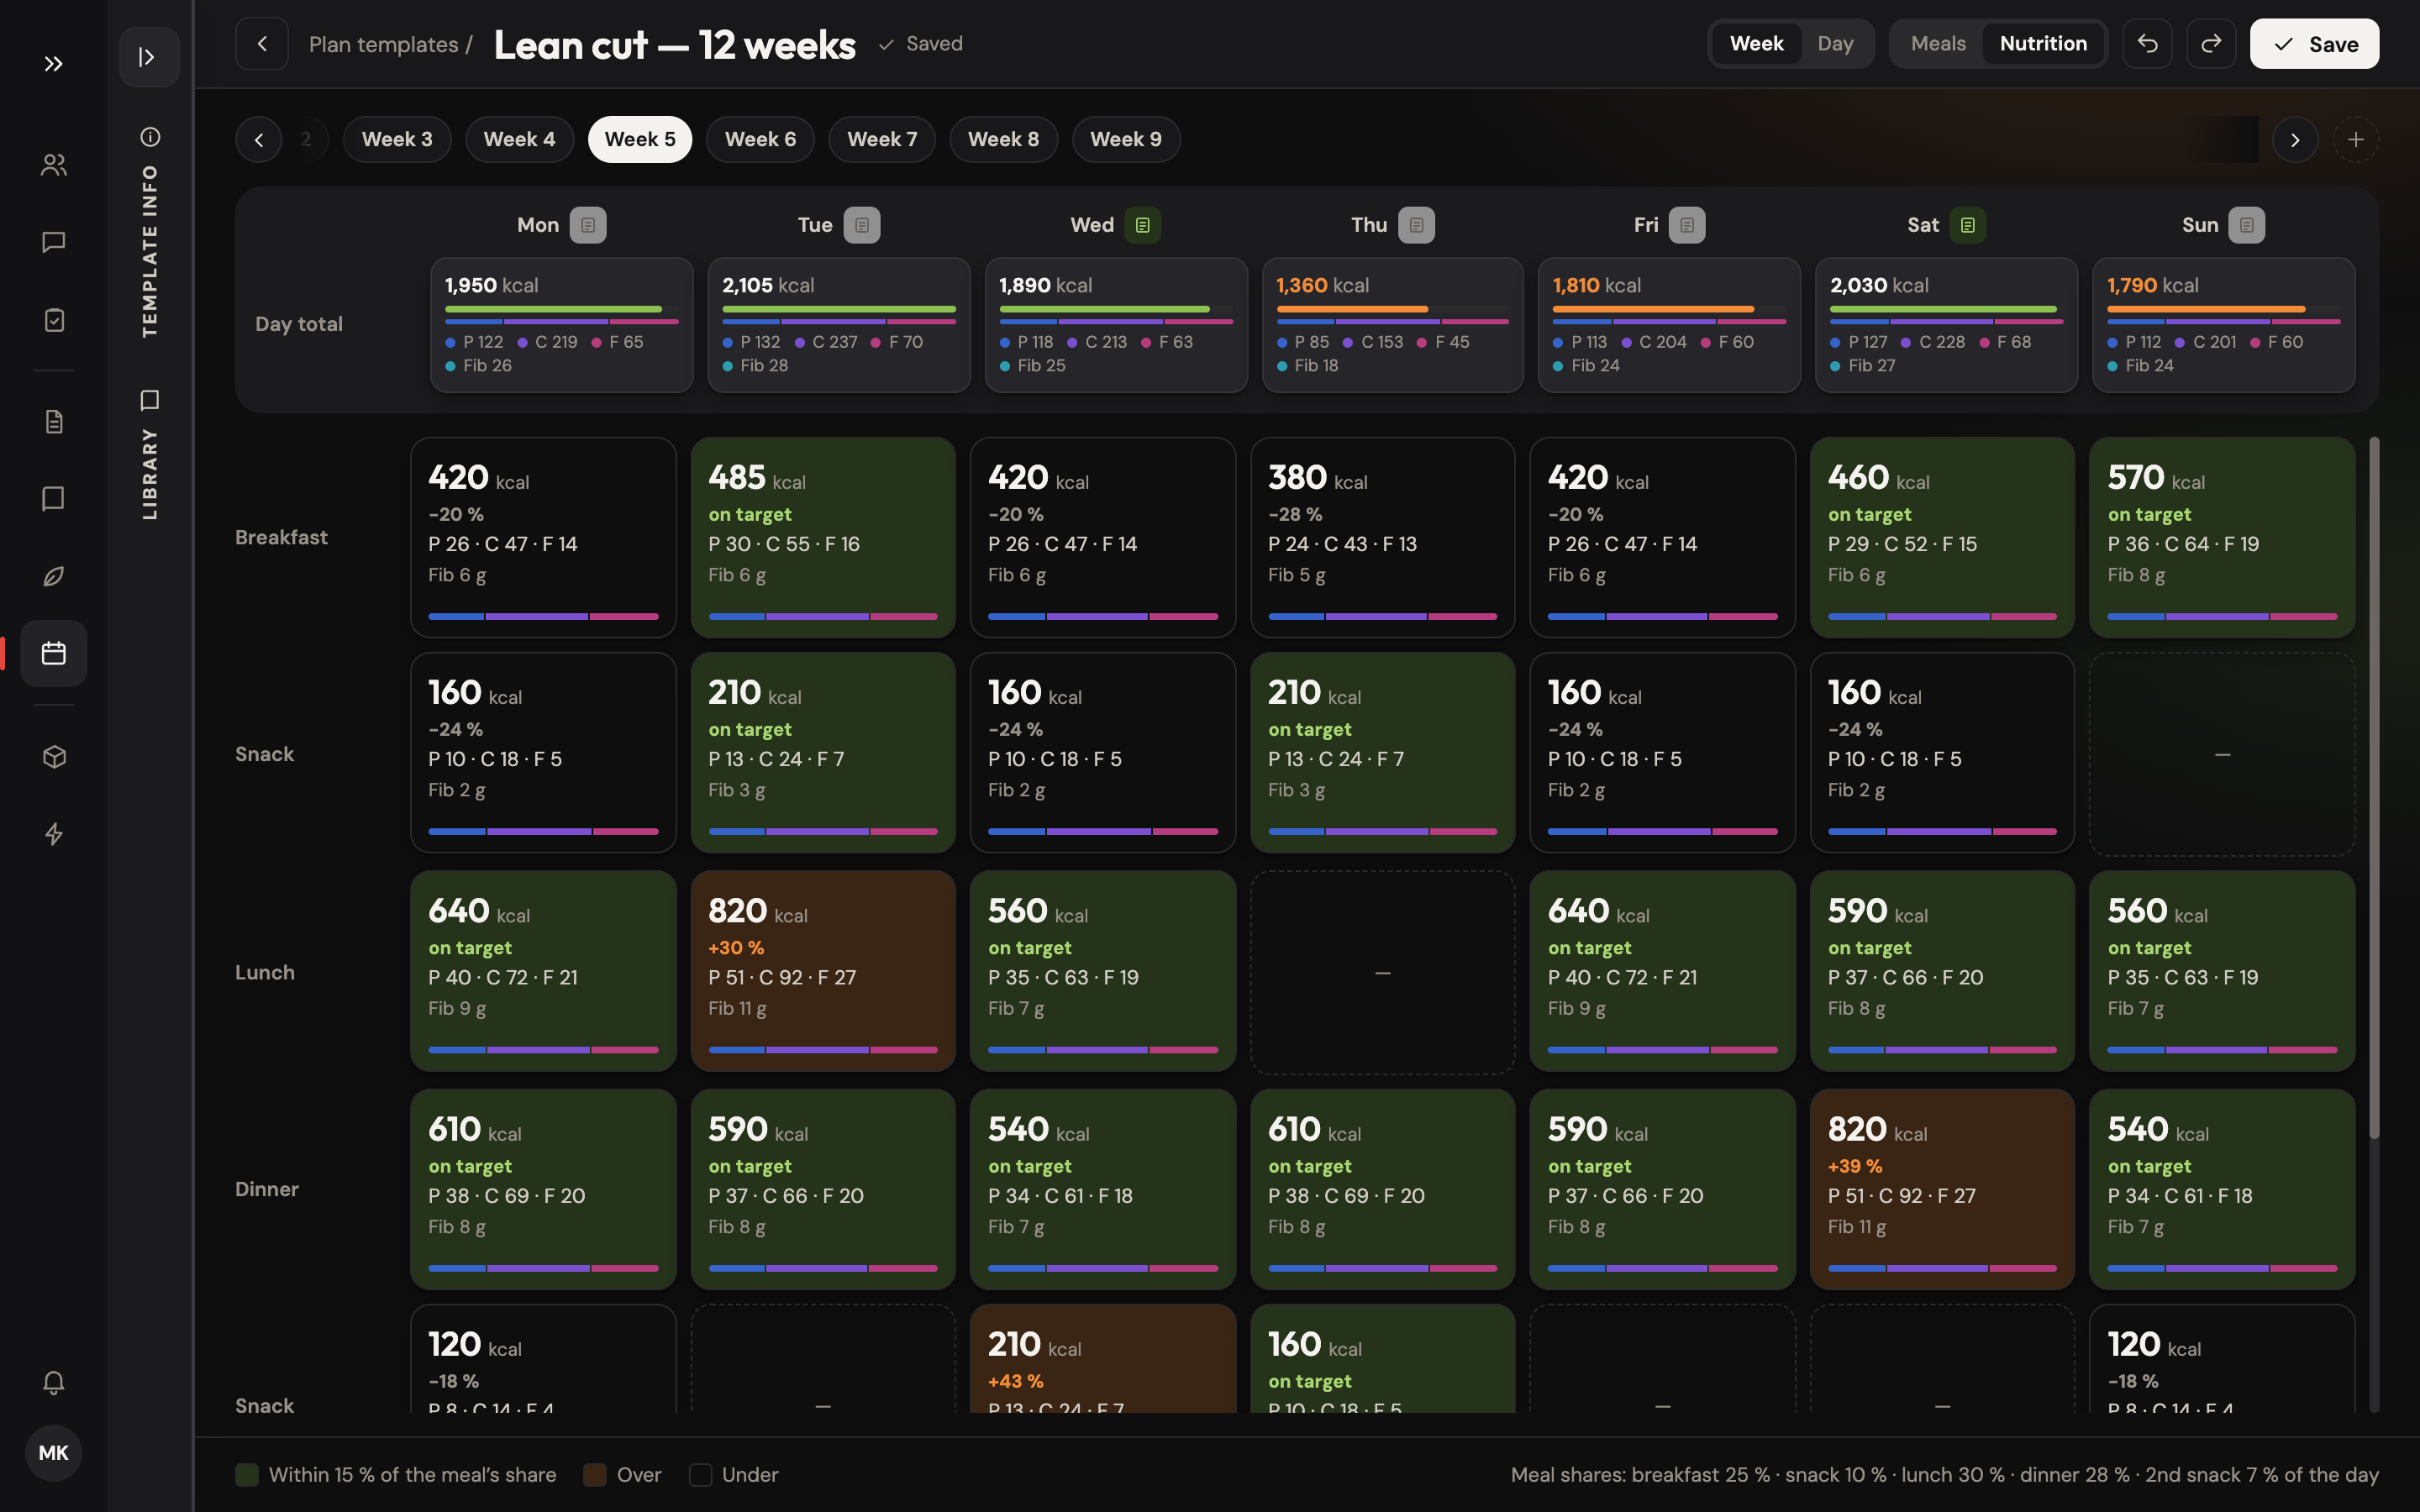 Plan templates /
Lean cut — 12 weeks
Saved
Week
Day
Meals
Nutrition
Save
TEMPLATE INFO
LIBRARY
2
Week 3
Week 4
Week 5
Week 6
Week 7
Week 8
Week 9
Mon
Tue
Wed
Thu
Fri
Sat
Sun
Day total
1,950 kcal
P 122 C 219 F 65
Fib 26
2,105 kcal
P 132 C 237 F 70
Fib 28
1,890 kcal
P 118 C 213 F 63
Fib 25
1,360 kcal
P 85 C 153 F 45
Fib 18
1,810 kcal
P 113 C 204 F 60
Fib 24
2,030 kcal
P 127 C 228 F 68
Fib 27
1,790 kcal
P 112 C 201 F 60
Fib 24
Breakfast
420 kcal
−20 %
P 26 · C 47 · F 14
Fib 6 g
485 kcal
on target
P 30 · C 55 · F 16
Fib 6 g
420 kcal
−20 %
P 26 · C 47 · F 14
Fib 6 g
380 kcal
−28 %
P 24 · C 43 · F 13
Fib 5 g
420 kcal
−20 %
P 26 · C 47 · F 14
Fib 6 g
460 kcal
on target
P 29 · C 52 · F 15
Fib 6 g
570 kcal
on target
P 36 · C 64 · F 19
Fib 8 g
Snack
160 kcal
−24 %
P 10 · C 18 · F 5
Fib 2 g
210 kcal
on target
P 13 · C 24 · F 7
Fib 3 g
160 kcal
−24 %
P 10 · C 18 · F 5
Fib 2 g
210 kcal
on target
P 13 · C 24 · F 7
Fib 3 g
160 kcal
−24 %
P 10 · C 18 · F 5
Fib 2 g
160 kcal
−24 %
P 10 · C 18 · F 5
Fib 2 g
—
Lunch
640 kcal
on target
P 40 · C 72 · F 21
Fib 9 g
820 kcal
+30 %
P 51 · C 92 · F 27
Fib 11 g
560 kcal
on target
P 35 · C 63 · F 19
Fib 7 g
—
640 kcal
on target
P 40 · C 72 · F 21
Fib 9 g
590 kcal
on target
P 37 · C 66 · F 20
Fib 8 g
560 kcal
on target
P 35 · C 63 · F 19
Fib 7 g
Dinner
610 kcal
on target
P 38 · C 69 · F 20
Fib 8 g
590 kcal
on target
P 37 · C 66 · F 20
Fib 8 g
540 kcal
on target
P 34 · C 61 · F 18
Fib 7 g
610 kcal
on target
P 38 · C 69 · F 20
Fib 8 g
590 kcal
on target
P 37 · C 66 · F 20
Fib 8 g
820 kcal
+39 %
P 51 · C 92 · F 27
Fib 11 g
540 kcal
on target
P 34 · C 61 · F 18
Fib 7 g
Snack
120 kcal
−18 %
P 8 · C 14 · F 4
—
210 kcal
+43 %
P 13 · C 24 · F 7
160 kcal
on target
P 10 · C 18 · F 5
—
—
120 kcal
−18 %
P 8 · C 14 · F 4
MK
Within 15 % of the meal’s share
Over
Under
Meal shares: breakfast 25 % · snack 10 % · lunch 30 % · dinner 28 % · 2nd snack 7 % of the day